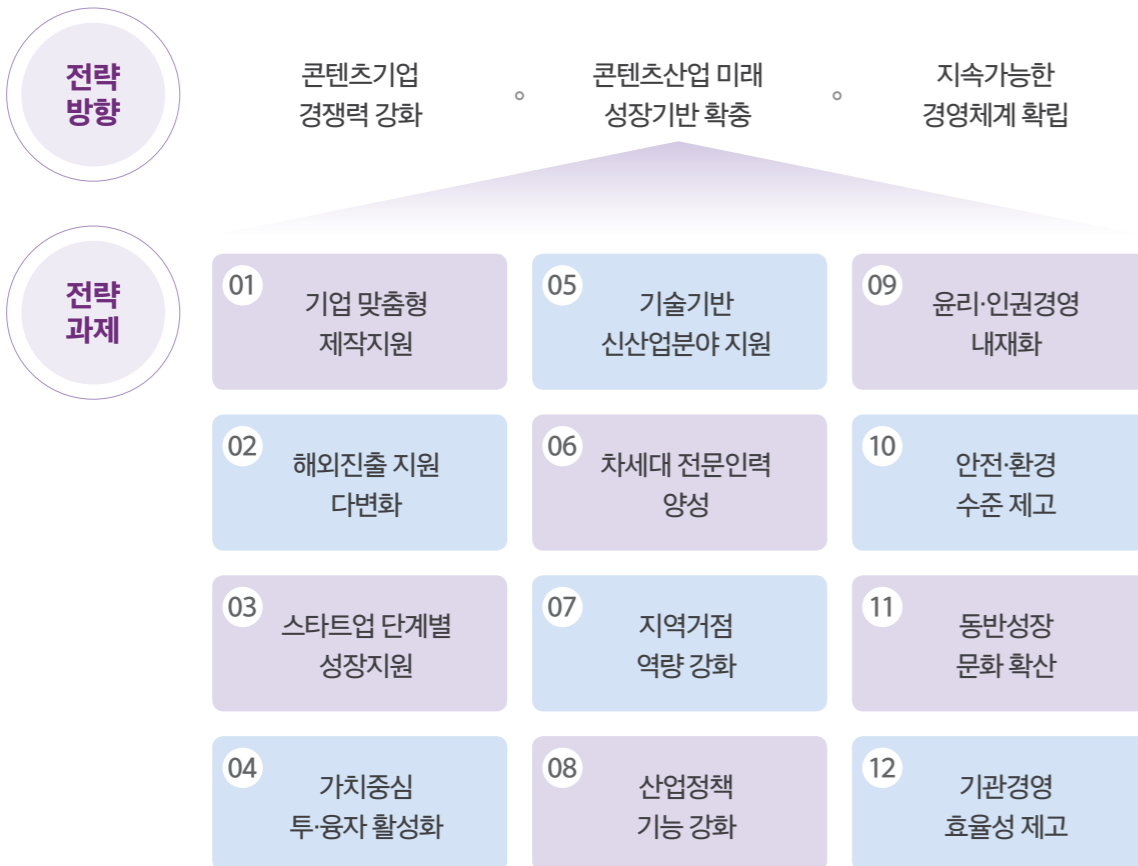 전략
방향
콘텐츠기업
경쟁력 강화
콘텐츠산업 미래
성장기반 확충
지속가능한
경영체계 확립
전략
과제
01
기업 맞춤형
제작지원
05
기술기반
신산업분야 지원
09
윤리·인권경영
내재화
02
해외진출 지원
다변화
06
차세대 전문인력
양성
10
안전·환경
수준 제고
03
스타트업 단계별
성장지원
07
지역거점
역량 강화
11
동반성장
문화 확산
04
가치중심
투·융자 활성화
08
산업정책
기능 강화
12
기관경영
효율성 제고